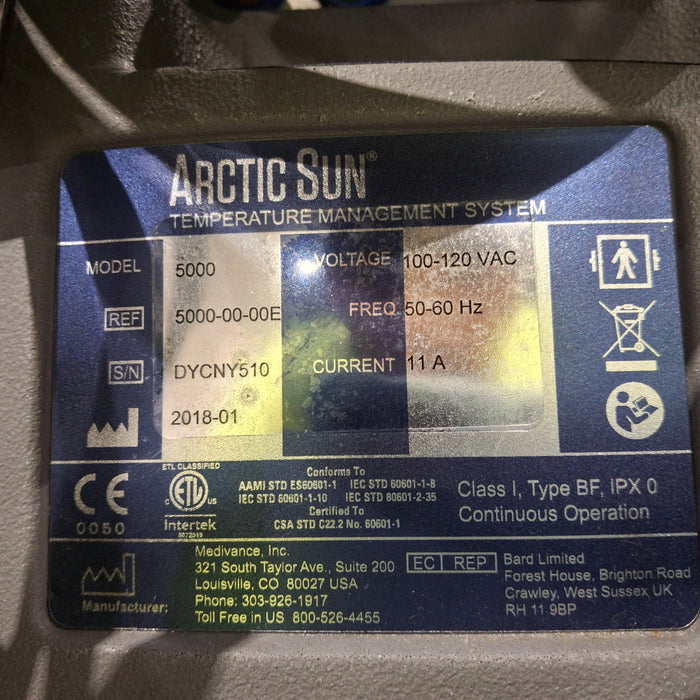 ARCTIC SUN®
TEMPERATURE MANAGEMENT SYSTEM
MODEL 5000 VOLTAGE 100-120 VAC
REF 5000-00-00E FREQ 50-60 Hz
S/N DYCNY510 CURRENT 11 A
2018-01
CE
0050
ETL CLASSIFIED
ETL
C US
Intertek
Conforms To
AAMI STD ES60601-1 IEC STD 60601-1-8
IEC STD 60601-1-10 IEC STD 80601-2-35
Certified To
CSA STD C22.2 No. 60601-1
Class I, Type BF, IPX 0
Continuous Operation
Manufacturer:
Medivance, Inc.
321 South Taylor Ave., Suite 200
Louisville, CO 80027 USA
Phone: 303-926-1917
Toll Free in US 800-526-4455
EC REP
Bard Limited
Forest House, Brighton Road
Crawley, West Sussex UK
RH 11 9BP